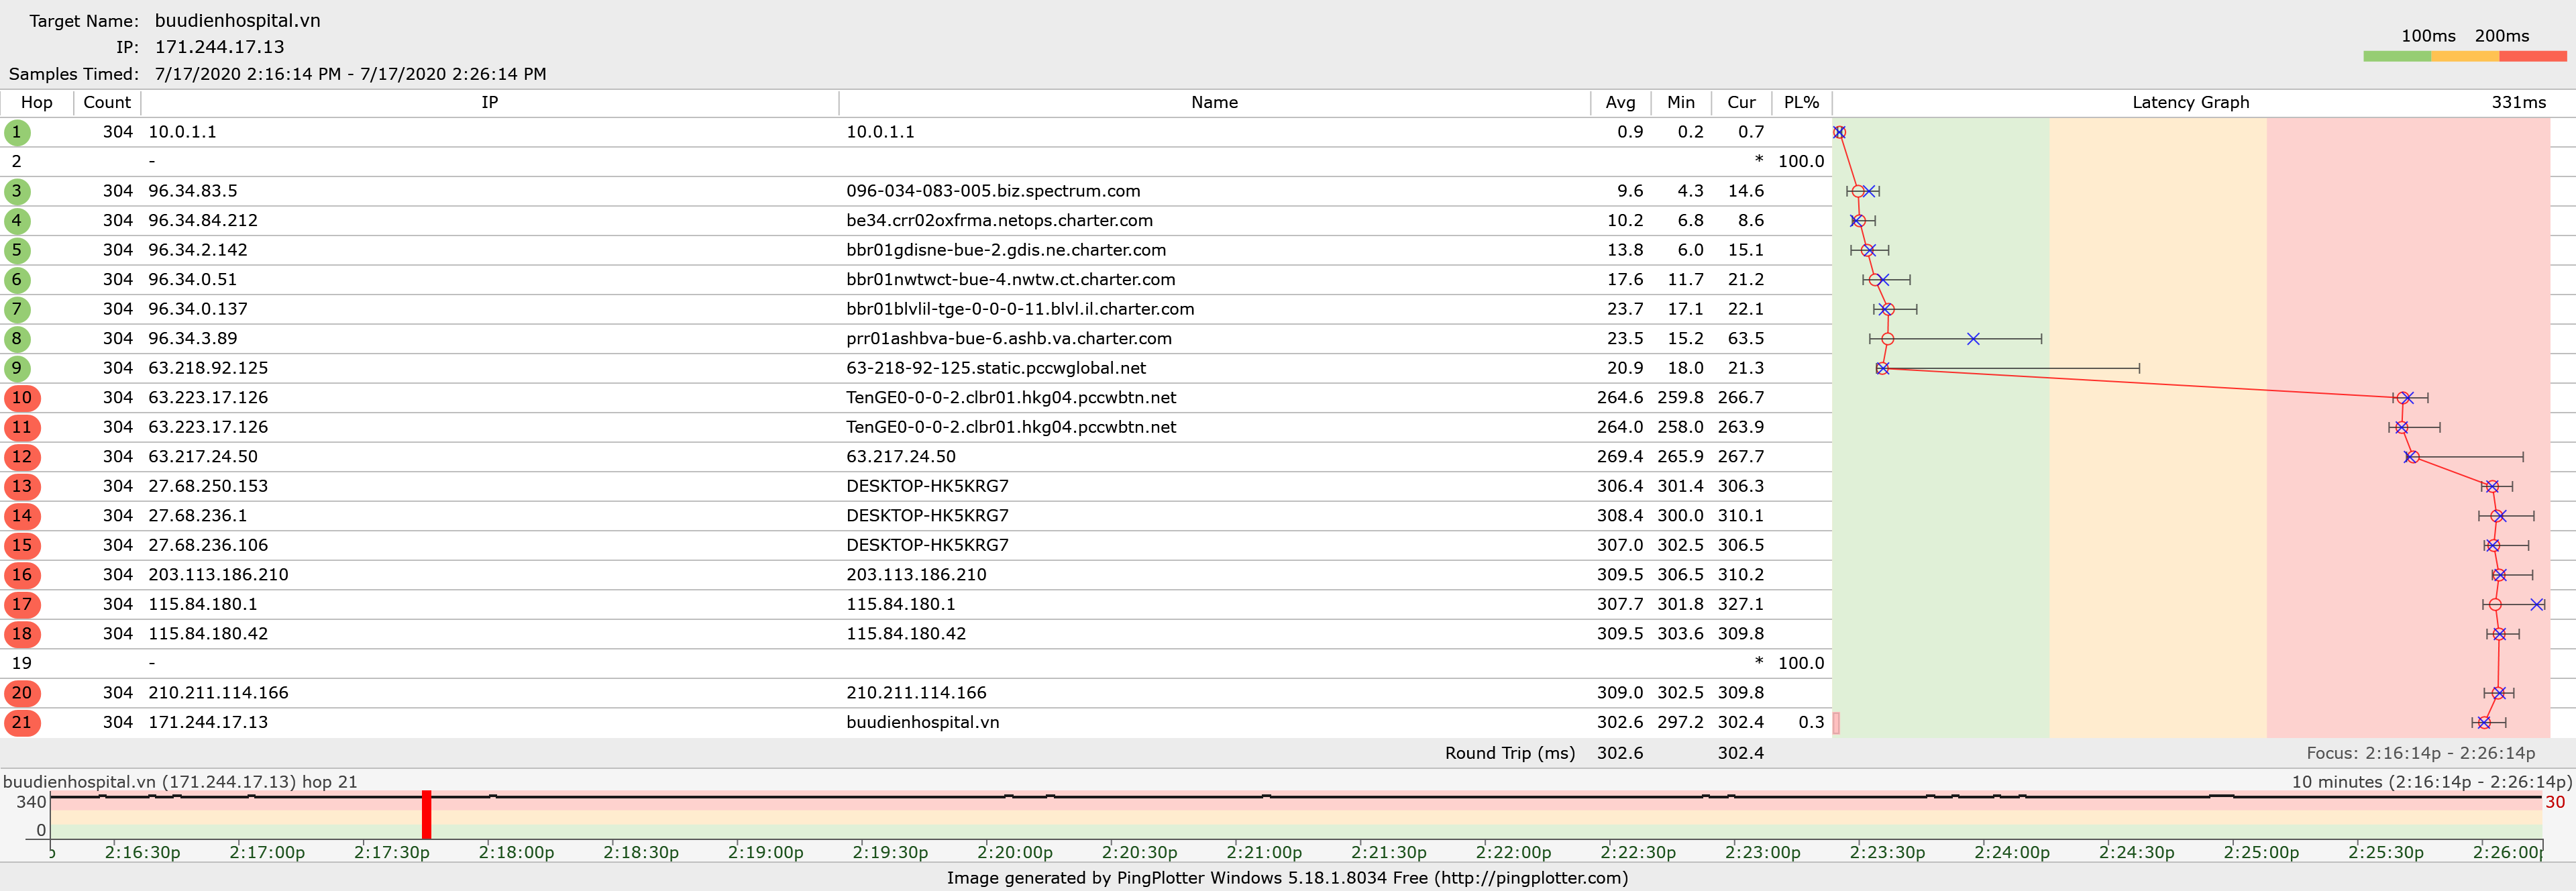 Target Name: buudienhospital.vn
IP: 171.244.17.13
Samples Timed: 7/17/2020 2:16:14 PM - 7/17/2020 2:26:14 PM
100ms 200ms
Hop Count IP Name Avg Min Cur PL% Latency Graph 331ms
1 304 10.0.1.1 10.0.1.1 0.9 0.2 0.7
2 - * 100.0
3 304 96.34.83.5 096-034-083-005.biz.spectrum.com 9.6 4.3 14.6
4 304 96.34.84.212 be34.crr02oxfrma.netops.charter.com 10.2 6.8 8.6
5 304 96.34.2.142 bbr01gdisne-bue-2.gdis.ne.charter.com 13.8 6.0 15.1
6 304 96.34.0.51 bbr01nwtwct-bue-4.nwtw.ct.charter.com 17.6 11.7 21.2
7 304 96.34.0.137 bbr01blvlil-tge-0-0-0-11.blvl.il.charter.com 23.7 17.1 22.1
8 304 96.34.3.89 prr01ashbva-bue-6.ashb.va.charter.com 23.5 15.2 63.5
9 304 63.218.92.125 63-218-92-125.static.pccwglobal.net 20.9 18.0 21.3
10 304 63.223.17.126 TenGE0-0-0-2.clbr01.hkg04.pccwbtn.net 264.6 259.8 266.7
11 304 63.223.17.126 TenGE0-0-0-2.clbr01.hkg04.pccwbtn.net 264.0 258.0 263.9
12 304 63.217.24.50 63.217.24.50 269.4 265.9 267.7
13 304 27.68.250.153 DESKTOP-HK5KRG7 306.4 301.4 306.3
14 304 27.68.236.1 DESKTOP-HK5KRG7 308.4 300.0 310.1
15 304 27.68.236.106 DESKTOP-HK5KRG7 307.0 302.5 306.5
16 304 203.113.186.210 203.113.186.210 309.5 306.5 310.2
17 304 115.84.180.1 115.84.180.1 307.7 301.8 327.1
18 304 115.84.180.42 115.84.180.42 309.5 303.6 309.8
19 - * 100.0
20 304 210.211.114.166 210.211.114.166 309.0 302.5 309.8
21 304 171.244.17.13 buudienhospital.vn 302.6 297.2 302.4 0.3
Round Trip (ms) 302.6 302.4 Focus: 2:16:14p - 2:26:14p
buudienhospital.vn (171.244.17.13) hop 21 10 minutes (2:16:14p - 2:26:14p)
340 30
0
2:16:30p 2:17:00p 2:17:30p 2:18:00p 2:18:30p 2:19:00p 2:19:30p 2:20:00p 2:20:30p 2:21:00p 2:21:30p 2:22:00p 2:22:30p 2:23:00p 2:23:30p 2:24:00p 2:24:30p 2:25:00p 2:25:30p 2:26:00p
Image generated by PingPlotter Windows 5.18.1.8034 Free (http://pingplotter.com)